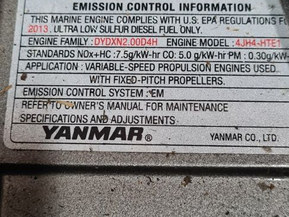 EMISSION CONTROL INFORMATION
THIS MARINE ENGINE COMPLIES WITH U.S. EPA REGULATIONS
2013. ULTRA LOW SULFUR DIESEL FUEL ONLY.
ENGINE FAMILY : DYDXN2.00D4H ENGINE MODEL : 4JH4-HTE1
STANDARDS NOx+HC : 7.5g/kW-hr CO : 5.0 g/kW-hr PM : 0.30g/kW-
APPLICATION : VARIABLE-SPEED PROPULSION ENGINES USED
WITH FIXED-PITCH PROPELLERS.
EMISSION CONTROL SYSTEM : EM
REFER TO OWNER'S MANUAL FOR MAINTENANCE
SPECIFICATIONS AND ADJUSTMENTS
YANMAR YANMAR CO., LTD.